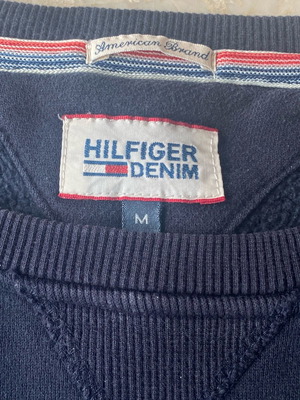 American Brand
HILFIGER
DENIM
M